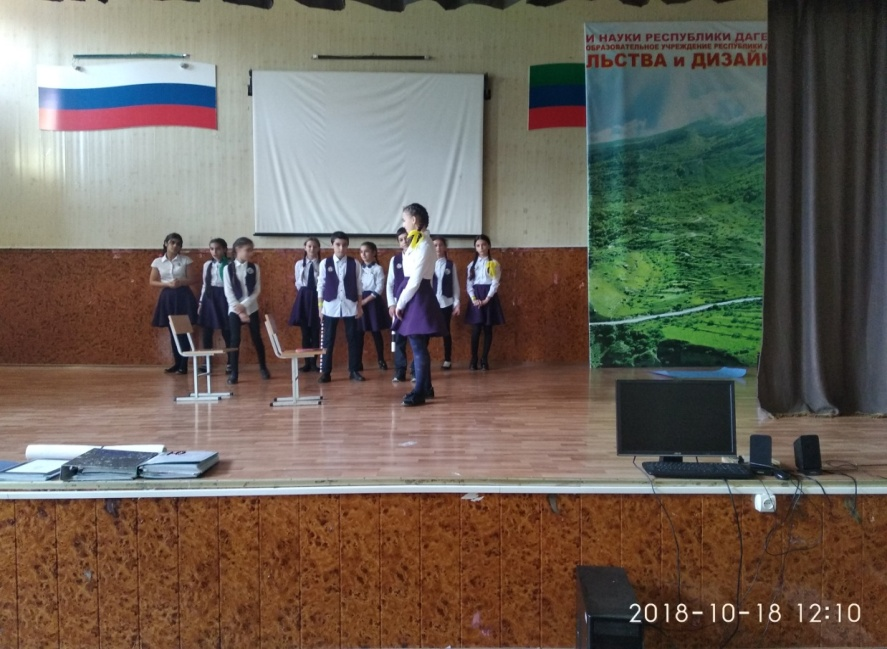 И НАУКИ РЕСПУБЛИКИ ДАГЕ
ОБРАЗОВАТЕЛЬНОЕ УЧРЕЖДЕНИЕ РЕСПУБЛИКИ
ЛЬСТВА и ДИЗАЙН
2018-10-18 12:10